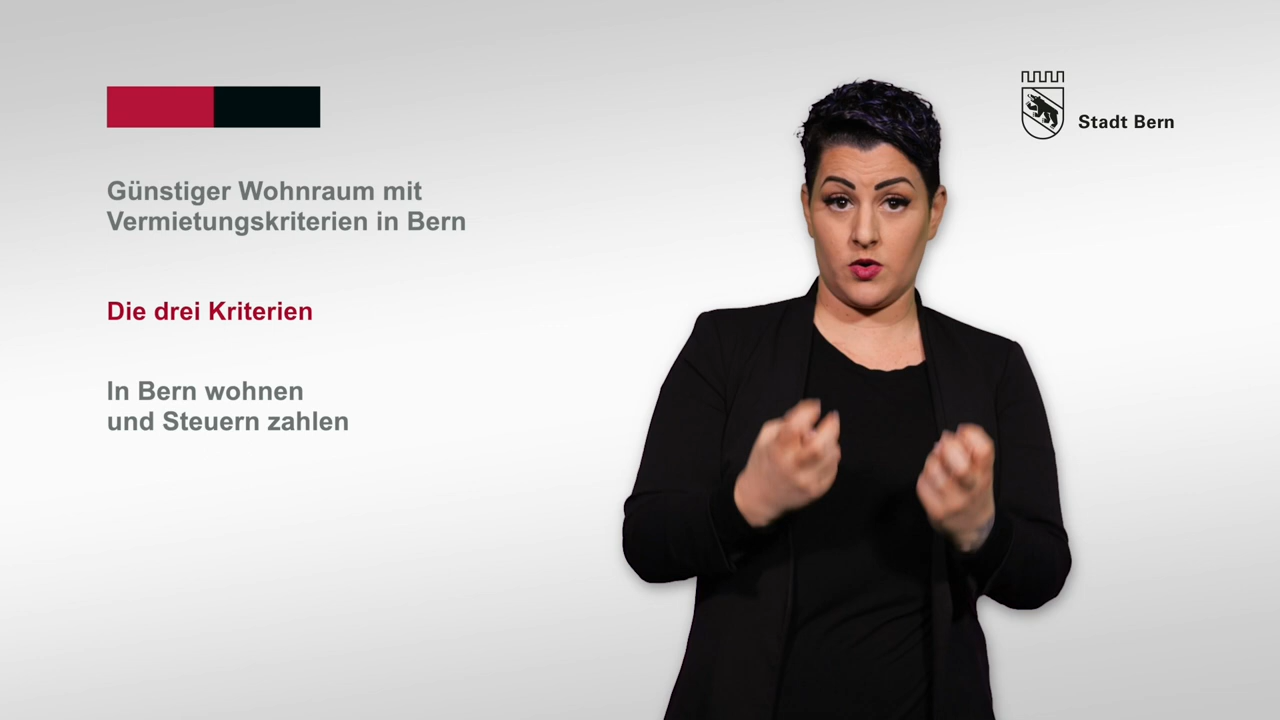 Günstiger Wohnraum mit
Vermietungskriterien in Bern
Die drei Kriterien
In Bern wohnen
und Steuern zahlen
Stadt Bern